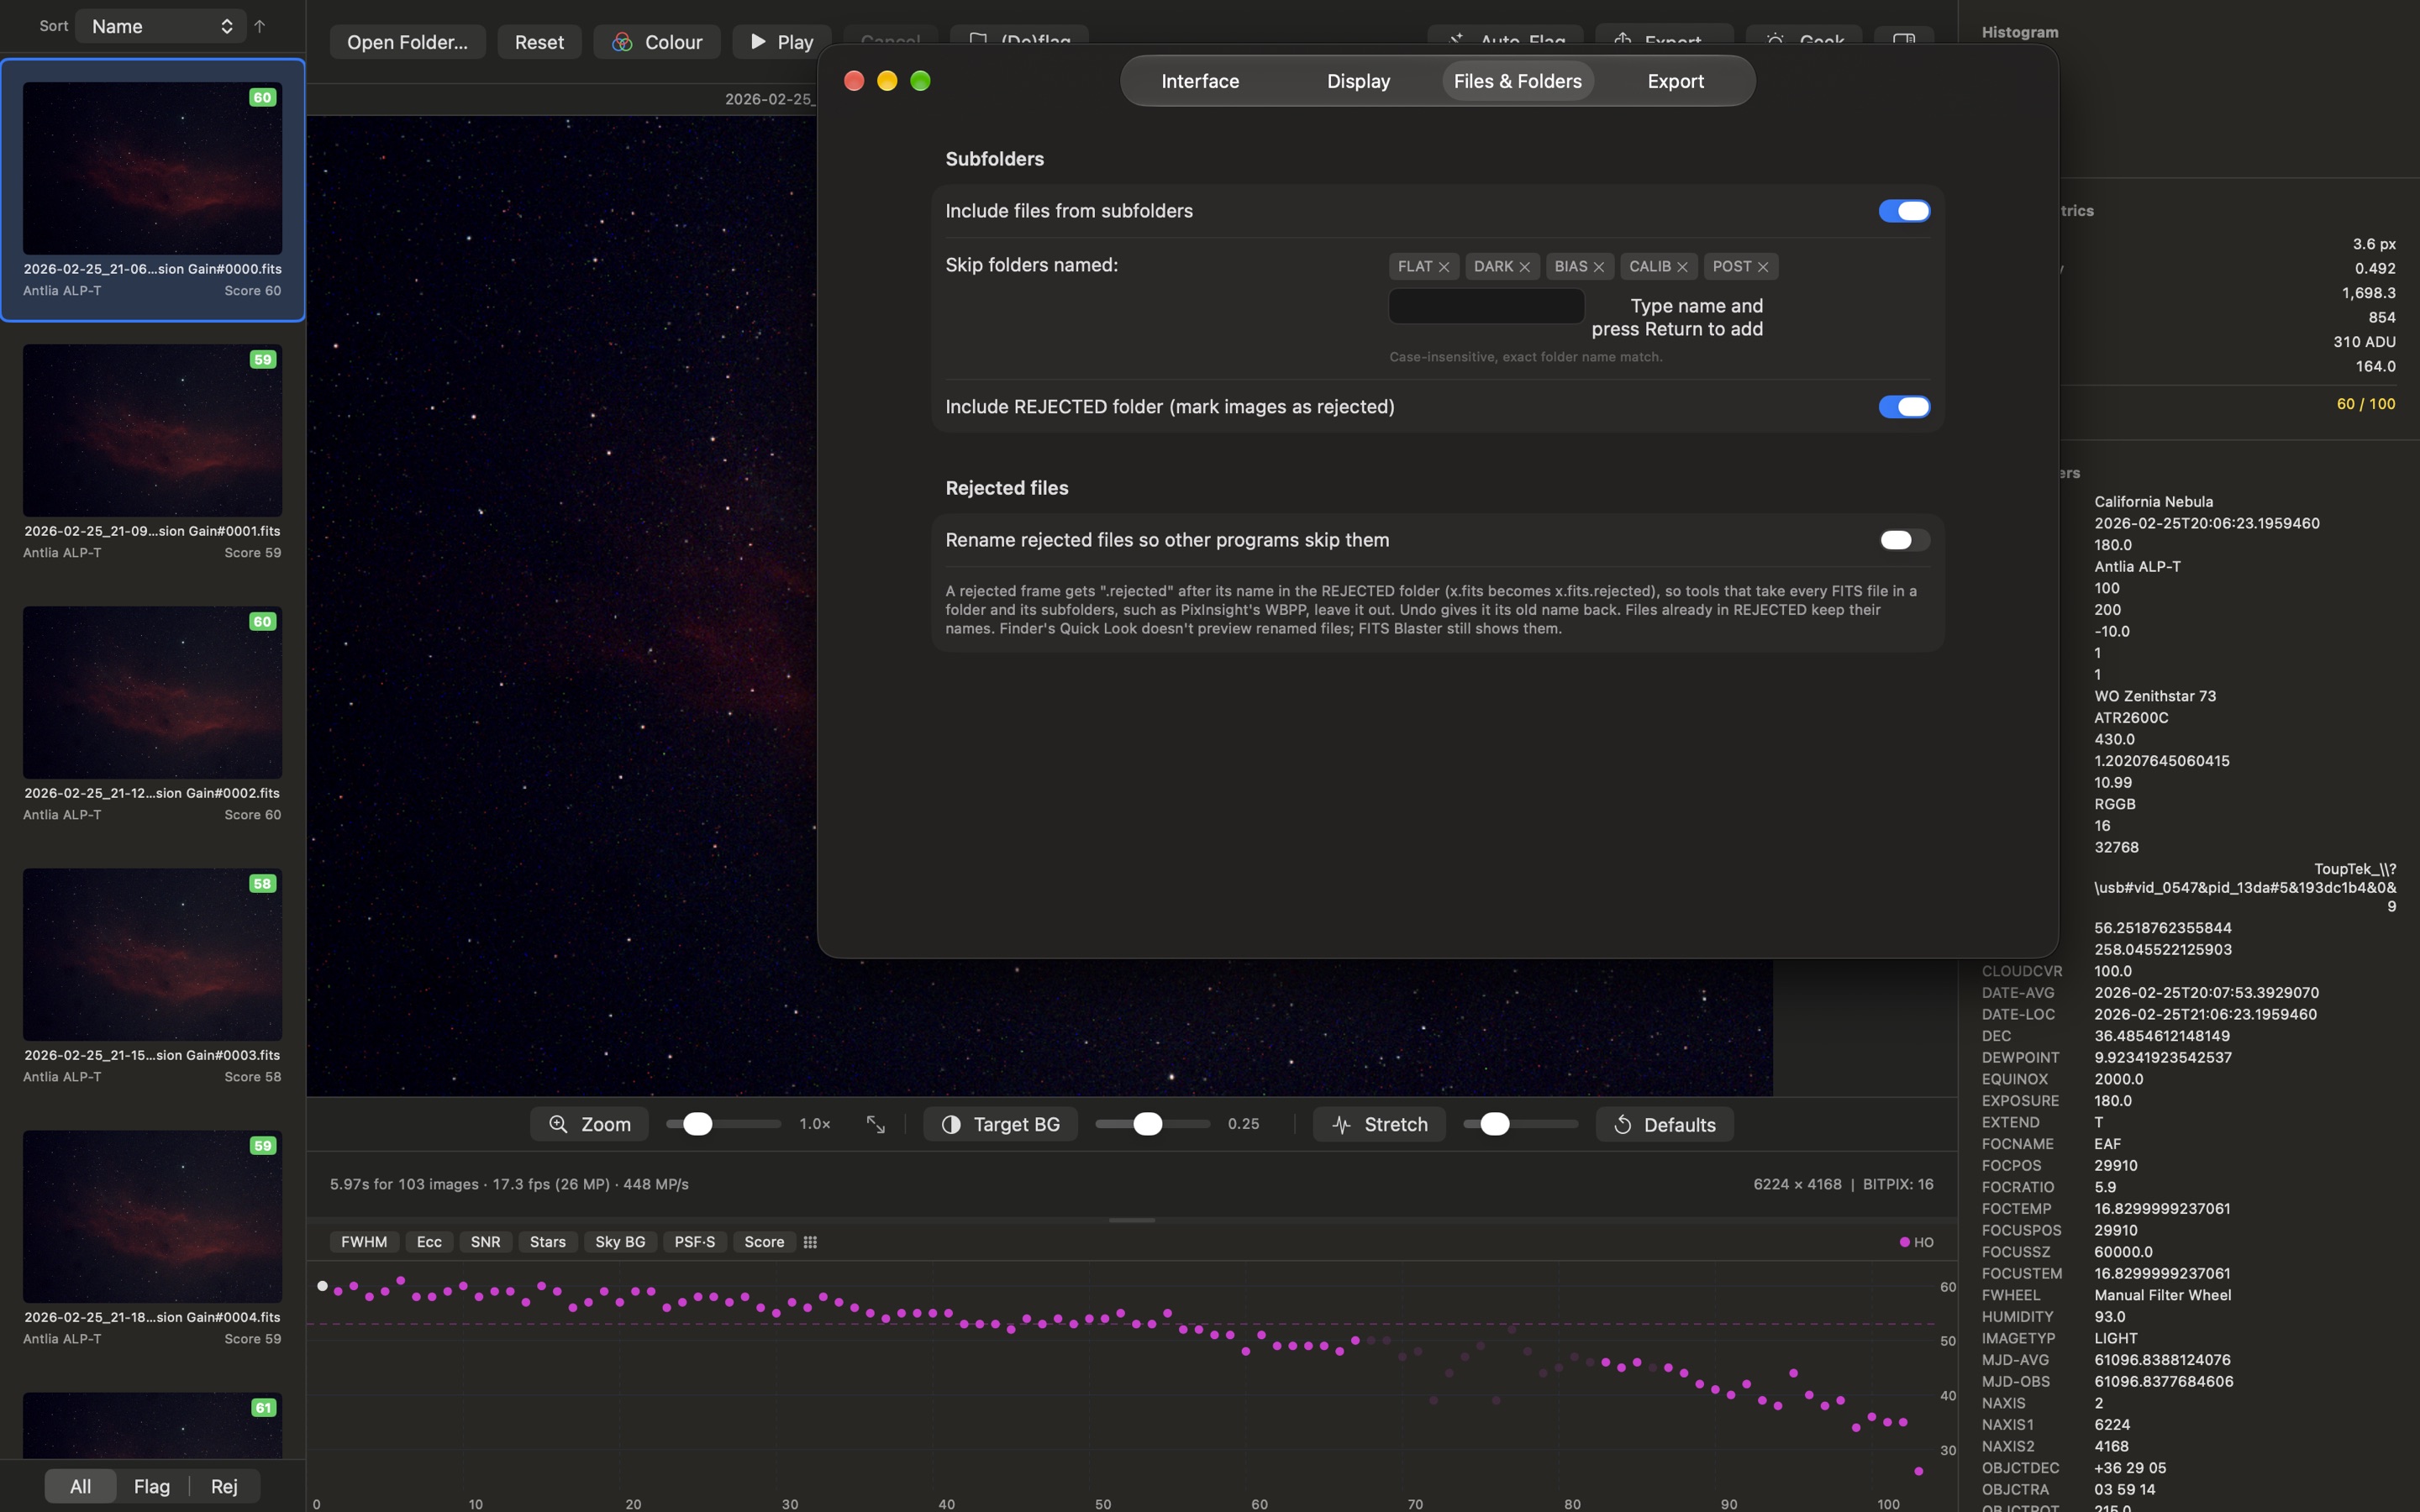 Sort Name
60
2026-02-25_21-06...sion Gain#0000.fits
Antlia ALP-T Score 60
59
2026-02-25_21-09...sion Gain#0001.fits
Antlia ALP-T Score 59
60
2026-02-25_21-12...sion Gain#0002.fits
Antlia ALP-T Score 60
58
2026-02-25_21-15...sion Gain#0003.fits
Antlia ALP-T Score 58
59
2026-02-25_21-18...sion Gain#0004.fits
Antlia ALP-T Score 59
61
All Flag Rej
Open Folder... Reset Colour Play Cancel (De)flag Auto-Flag Export Geek
2026-02-25_
Interface Display Files & Folders Export
Subfolders
Include files from subfolders
Skip folders named: FLAT DARK BIAS CALIB POST
Type name and
press Return to add
Case-insensitive, exact folder name match.
Include REJECTED folder (mark images as rejected)
Rejected files
Rename rejected files so other programs skip them
A rejected frame gets ".rejected" after its name in the REJECTED folder (x.fits becomes x.fits.rejected), so tools that take every FITS file in a
folder and its subfolders, such as PixInsight's WBPP, leave it out. Undo gives it its old name back. Files already in REJECTED keep their
names. Finder's Quick Look doesn't preview renamed files; FITS Blaster still shows them.
Zoom 1.0x Target BG 0.25 Stretch Defaults
5.97s for 103 images · 17.3 fps (26 MP) · 448 MP/s 6224 × 4168 | BITPIX: 16
FWHM Ecc SNR Stars Sky BG PSF·S Score HO
60
50
40
30
0 10 20 30 40 50 60 70 80 90 100
Histogram
trics
3.6 px
0.492
1,698.3
854
310 ADU
164.0
60 / 100
ers
California Nebula
2026-02-25T20:06:23.1959460
180.0
Antlia ALP-T
100
200
-10.0
1
1
WO Zenithstar 73
ATR2600C
430.0
1.20207645060415
10.99
RGGB
16
32768
ToupTek_\\?
\usb#vid_0547&pid_13da#5&193dc1b4&0&
9
56.2518762355844
258.045522125903
CLOUDCVR 100.0
DATE-AVG 2026-02-25T20:07:53.3929070
DATE-LOC 2026-02-25T21:06:23.1959460
DEC 36.4854612148149
DEWPOINT 9.92341923542537
EQUINOX 2000.0
EXPOSURE 180.0
EXTEND T
FOCNAME EAF
FOCPOS 29910
FOCRATIO 5.9
FOCTEMP 16.8299999237061
FOCUSPOS 29910
FOCUSSZ 60000.0
FOCUSTEM 16.8299999237061
FWHEEL Manual Filter Wheel
HUMIDITY 93.0
IMAGETYP LIGHT
MJD-AVG 61096.8388124076
MJD-OBS 61096.8377684606
NAXIS 2
NAXIS1 6224
NAXIS2 4168
OBJCTDEC +36 29 05
OBJCTRA 03 59 14
OBJCTROT 215.0